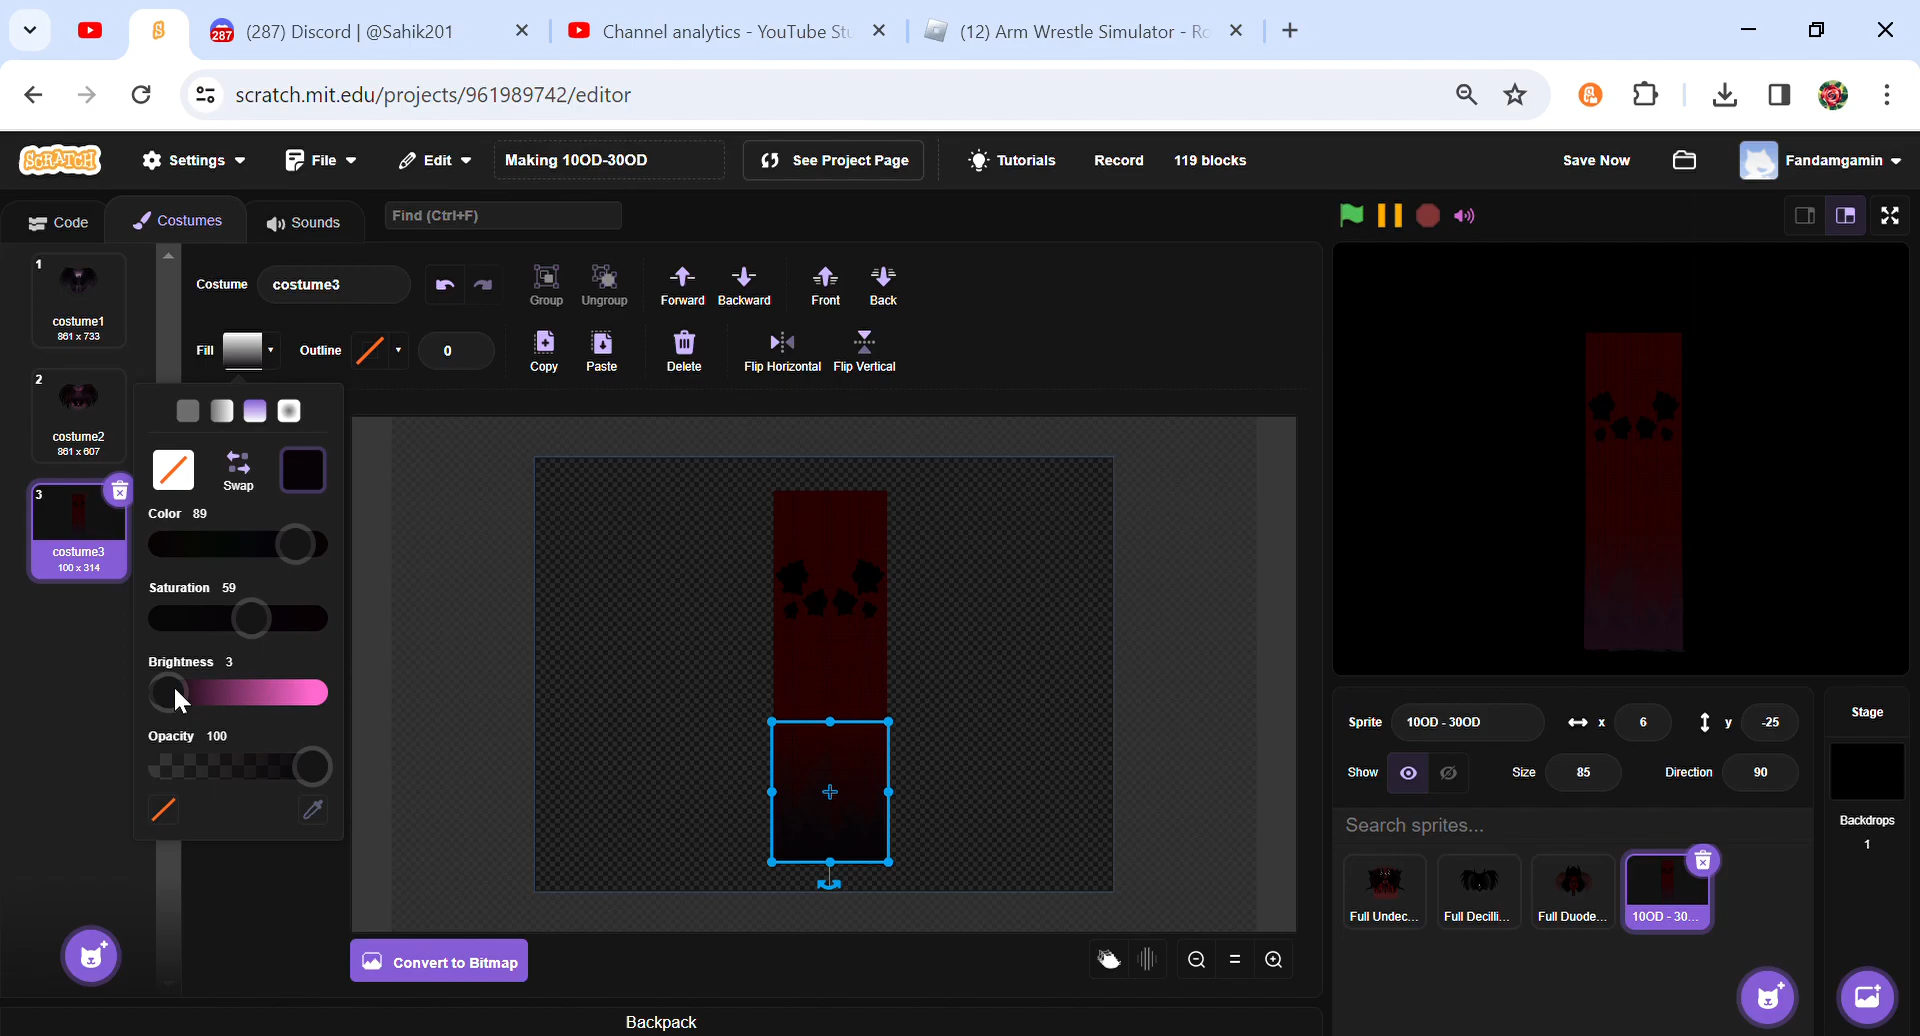 287
(287) Discord | @Sahik201
Channel analytics - YouTube Stu
(12) Arm Wrestle Simulator - Ro
scratch.mit.edu/projects/961989742/editor
SCRATCH
Settings
File
Edit
Making 10OD-30OD
See Project Page
Tutorials
Record
119 blocks
Save Now
Fandamgamin
Code
Costumes
Sounds
Find (Ctrl+F)
1
costume1
861 x 733
2
costume2
861 x 607
3
costume3
100 x 314
Costume
costume3
Group
Ungroup
Forward
Backward
Front
Back
Fill
Outline
0
Copy
Paste
Delete
Flip Horizontal
Flip Vertical
Swap
Color 89
Saturation 59
Brightness 3
Opacity 100
Convert to Bitmap
Backpack
Sprite
10OD - 30OD
x
6
y
-25
Show
Size
85
Direction
90
Search sprites...
Full Undec...
Full Decilli...
Full Duode...
10OD - 30...
Stage
Backdrops
1